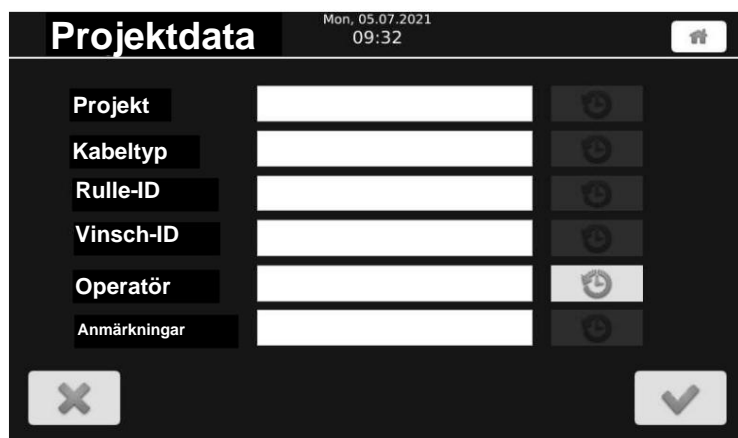 Projektdata
Mon, 05.07.2021
09:32
Projekt
Kabeltyp
Rulle-ID
Vinsch-ID
Operatör
Anmärkningar